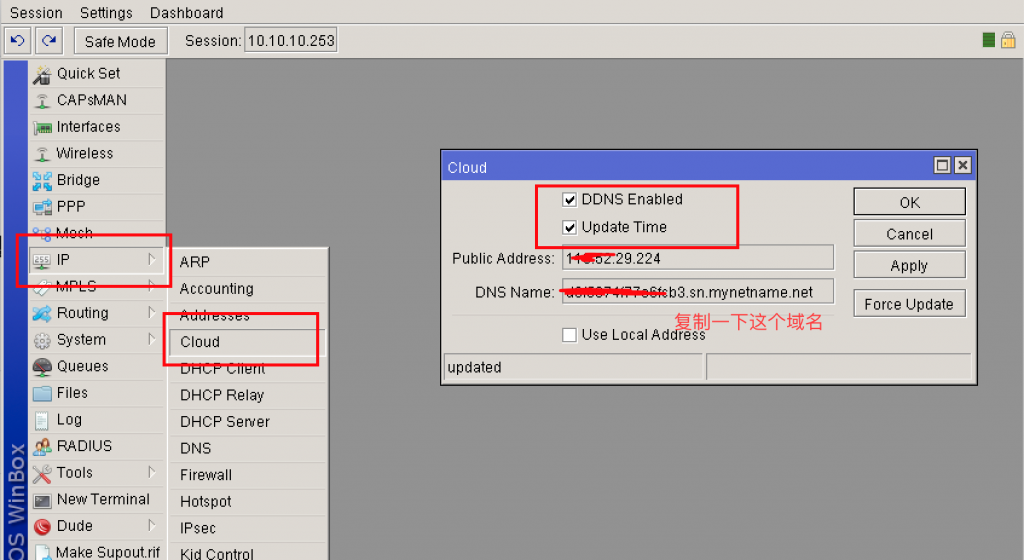 Session Settings Dashboard
Safe Mode Session: 10.10.10.253
Quick Set
CAPsMAN
Interfaces
Wireless
Bridge
PPP
Mesh
IP
MPLS
Routing
System
Queues
Files
Log
RADIUS
Tools
New Terminal
Dude
Make Supout.rif
OS WinBox
ARP
Accounting
Addresses
Cloud
DHCP Client
DHCP Relay
DHCP Server
DNS
Firewall
Hotspot
IPsec
Kid Control
Cloud
DDNS Enabled
Update Time
Public Address: .29.224
DNS Name: cb3.sn.mynetname.net
复制一下这个域名
Use Local Address
updated
OK
Cancel
Apply
Force Update